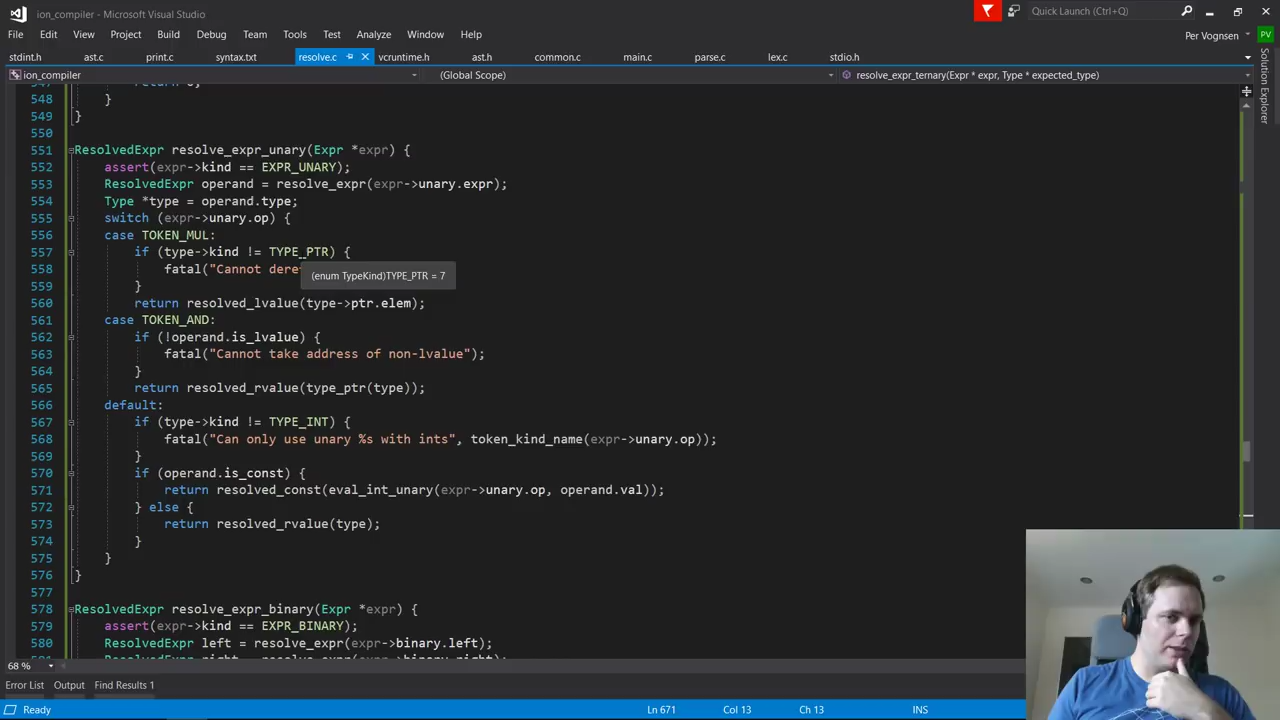 ion_compiler - Microsoft Visual Studio
Quick Launch (Ctrl+Q)
File Edit View Project Build Debug Team Tools Test Analyze Window Help
Per Vognsen PV
stdint.h ast.c print.c syntax.txt resolve.c vcruntime.h ast.h common.c main.c parse.c lex.c stdio.h
ion_compiler (Global Scope) resolve_expr_ternary(Expr * expr, Type * expected_type)
Solution Explorer
548 }
549 }
550
551 ResolvedExpr resolve_expr_unary(Expr *expr) {
552 assert(expr->kind == EXPR_UNARY);
553 ResolvedExpr operand = resolve_expr(expr->unary.expr);
554 Type *type = operand.type;
555 switch (expr->unary.op) {
556 case TOKEN_MUL:
557 if (type->kind != TYPE_PTR) {
558 fatal("Cannot dere
(enum TypeKind)TYPE_PTR = 7
559 }
560 return resolved_lvalue(type->ptr.elem);
561 case TOKEN_AND:
562 if (!operand.is_lvalue) {
563 fatal("Cannot take address of non-lvalue");
564 }
565 return resolved_rvalue(type_ptr(type));
566 default:
567 if (type->kind != TYPE_INT) {
568 fatal("Can only use unary %s with ints", token_kind_name(expr->unary.op));
569 }
570 if (operand.is_const) {
571 return resolved_const(eval_int_unary(expr->unary.op, operand.val));
572 } else {
573 return resolved_rvalue(type);
574 }
575 }
576 }
577
578 ResolvedExpr resolve_expr_binary(Expr *expr) {
579 assert(expr->kind == EXPR_BINARY);
580 ResolvedExpr left = resolve_expr(expr->binary.left);
68 %
Error List Output Find Results 1
Ready Ln 671 Col 13 Ch 13 INS